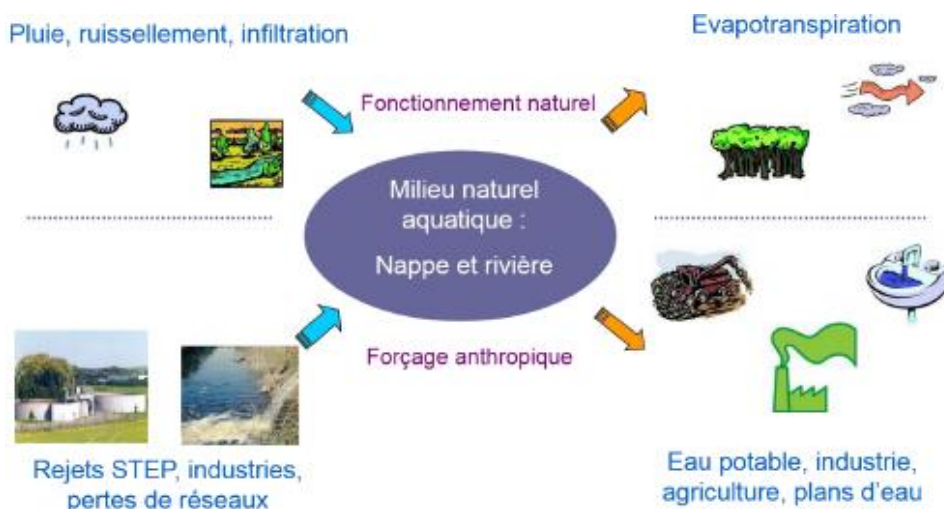 Pluie, ruissellement, infiltration
Evapotranspiration
Fonctionnement naturel
Milieu naturel
aquatique :
Nappe et rivière
Forçage anthropique
Rejets STEP, industries,
pertes de réseaux
Eau potable, industrie,
agriculture, plans d'eau